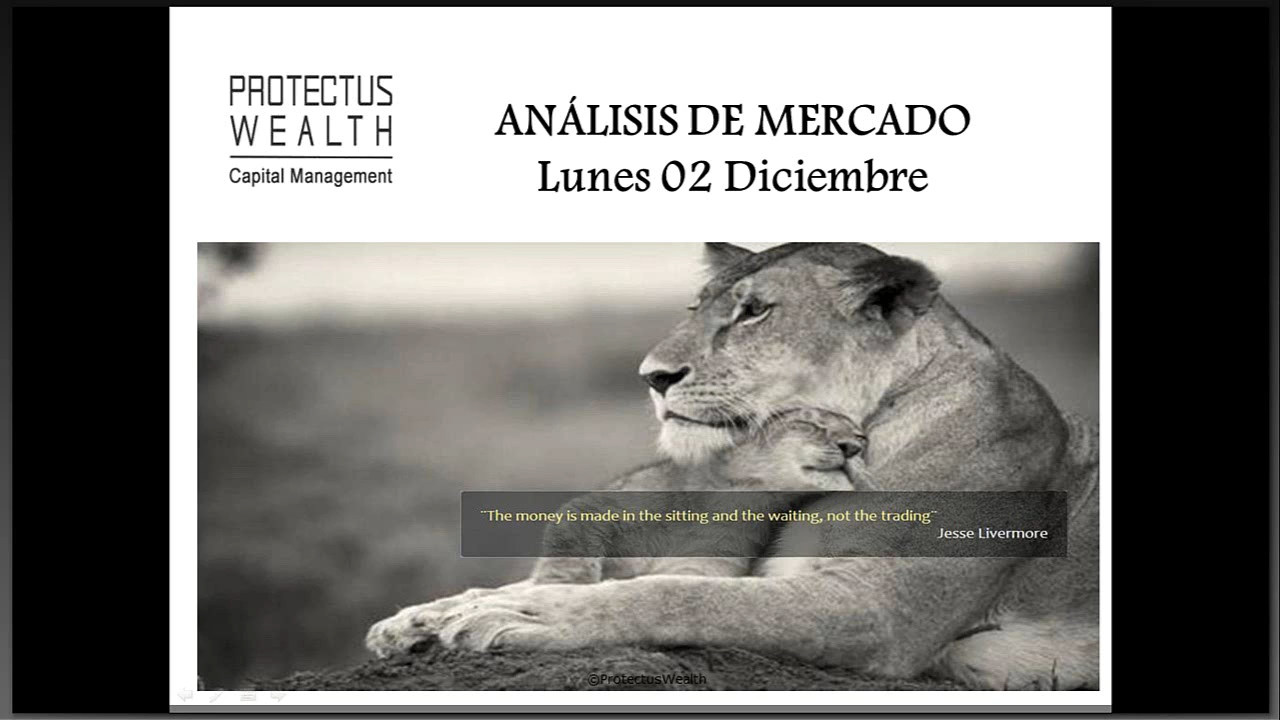 PROTECTUS
WEALTH
Capital Management
ANÁLISIS DE MERCADO
Lunes 02 Diciembre
¨The money is made in the sitting and the waiting, not the trading¨
Jesse Livermore
©ProtectusWealth